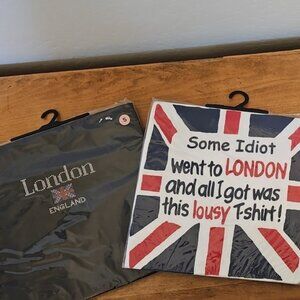 London
ENGLAND
S
Some Idiot
went to LONDON
and all I got was
this lousy T-shirt!